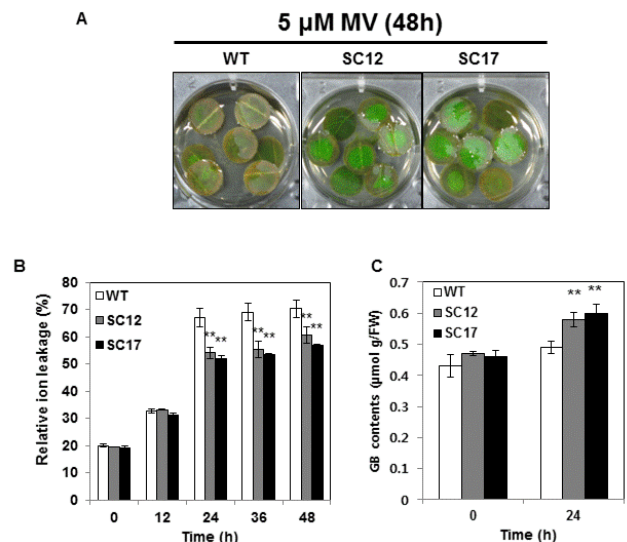 A
5 µM MV (48h)
WT SC12 SC17
B
Relative ion leakage (%)
80
70
60
50
40
30
20
10
0
WT
SC12
SC17
** ** ** ** ** **
0 12 24 36 48
Time (h)
C
GB contents (µmol g/FW)
0.7
0.6
0.5
0.4
0.3
0.2
0.1
0
WT
SC12
SC17
** **
0 24
Time (h)